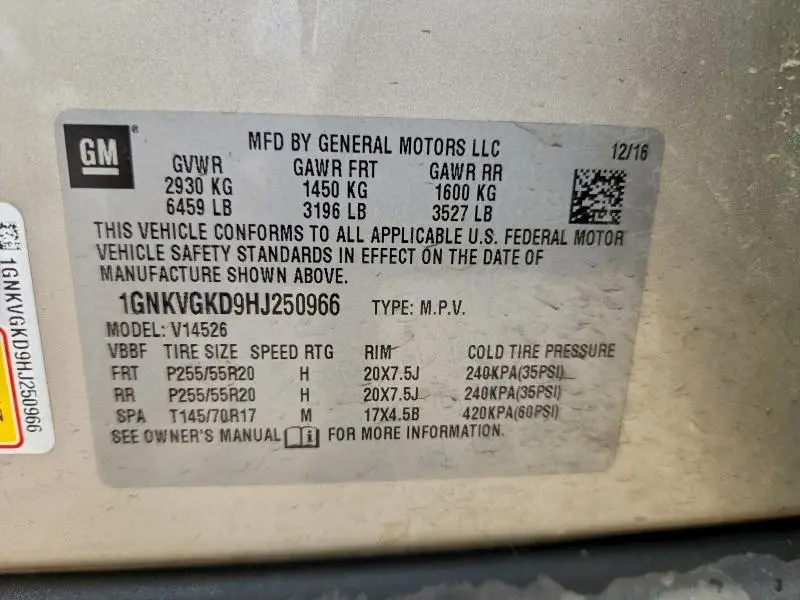 GM
MFD BY GENERAL MOTORS LLC 12/16
GVWR GAWR FRT GAWR RR
2930 KG 1450 KG 1600 KG
6459 LB 3196 LB 3527 LB
THIS VEHICLE CONFORMS TO ALL APPLICABLE U.S. FEDERAL MOTOR
VEHICLE SAFETY STANDARDS IN EFFECT ON THE DATE OF
MANUFACTURE SHOWN ABOVE.
1GNKVGKD9HJ250966 TYPE: M.P.V.
MODEL: V14526
VBBF TIRE SIZE SPEED RTG RIM COLD TIRE PRESSURE
FRT P255/55R20 H 20X7.5J 240KPA(35PSI)
RR P255/55R20 H 20X7.5J 240KPA(35PSI)
SPA T145/70R17 M 17X4.5B 420KPA(60PSI)
SEE OWNER'S MANUAL FOR MORE INFORMATION.
1GNKVGKD9HJ250966